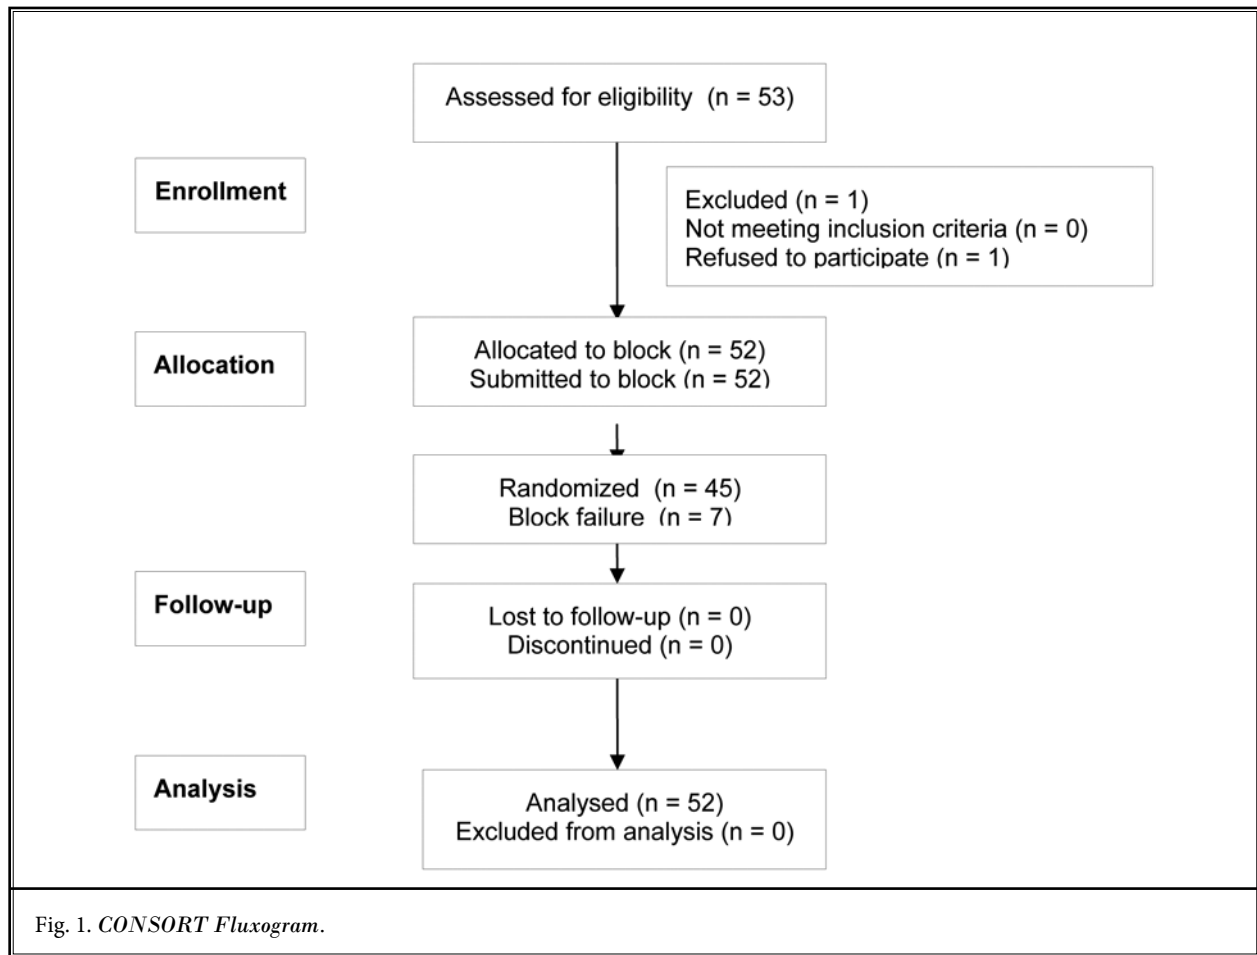 Assessed for eligibility (n = 53)
Enrollment
Excluded (n = 1)
Not meeting inclusion criteria (n = 0)
Refused to participate (n = 1)
Allocation
Allocated to block (n = 52)
Submitted to block (n = 52)
Randomized (n = 45)
Block failure (n = 7)
Follow-up
Lost to follow-up (n = 0)
Discontinued (n = 0)
Analysis
Analysed (n = 52)
Excluded from analysis (n = 0)
Fig. 1. CONSORT Fluxogram.